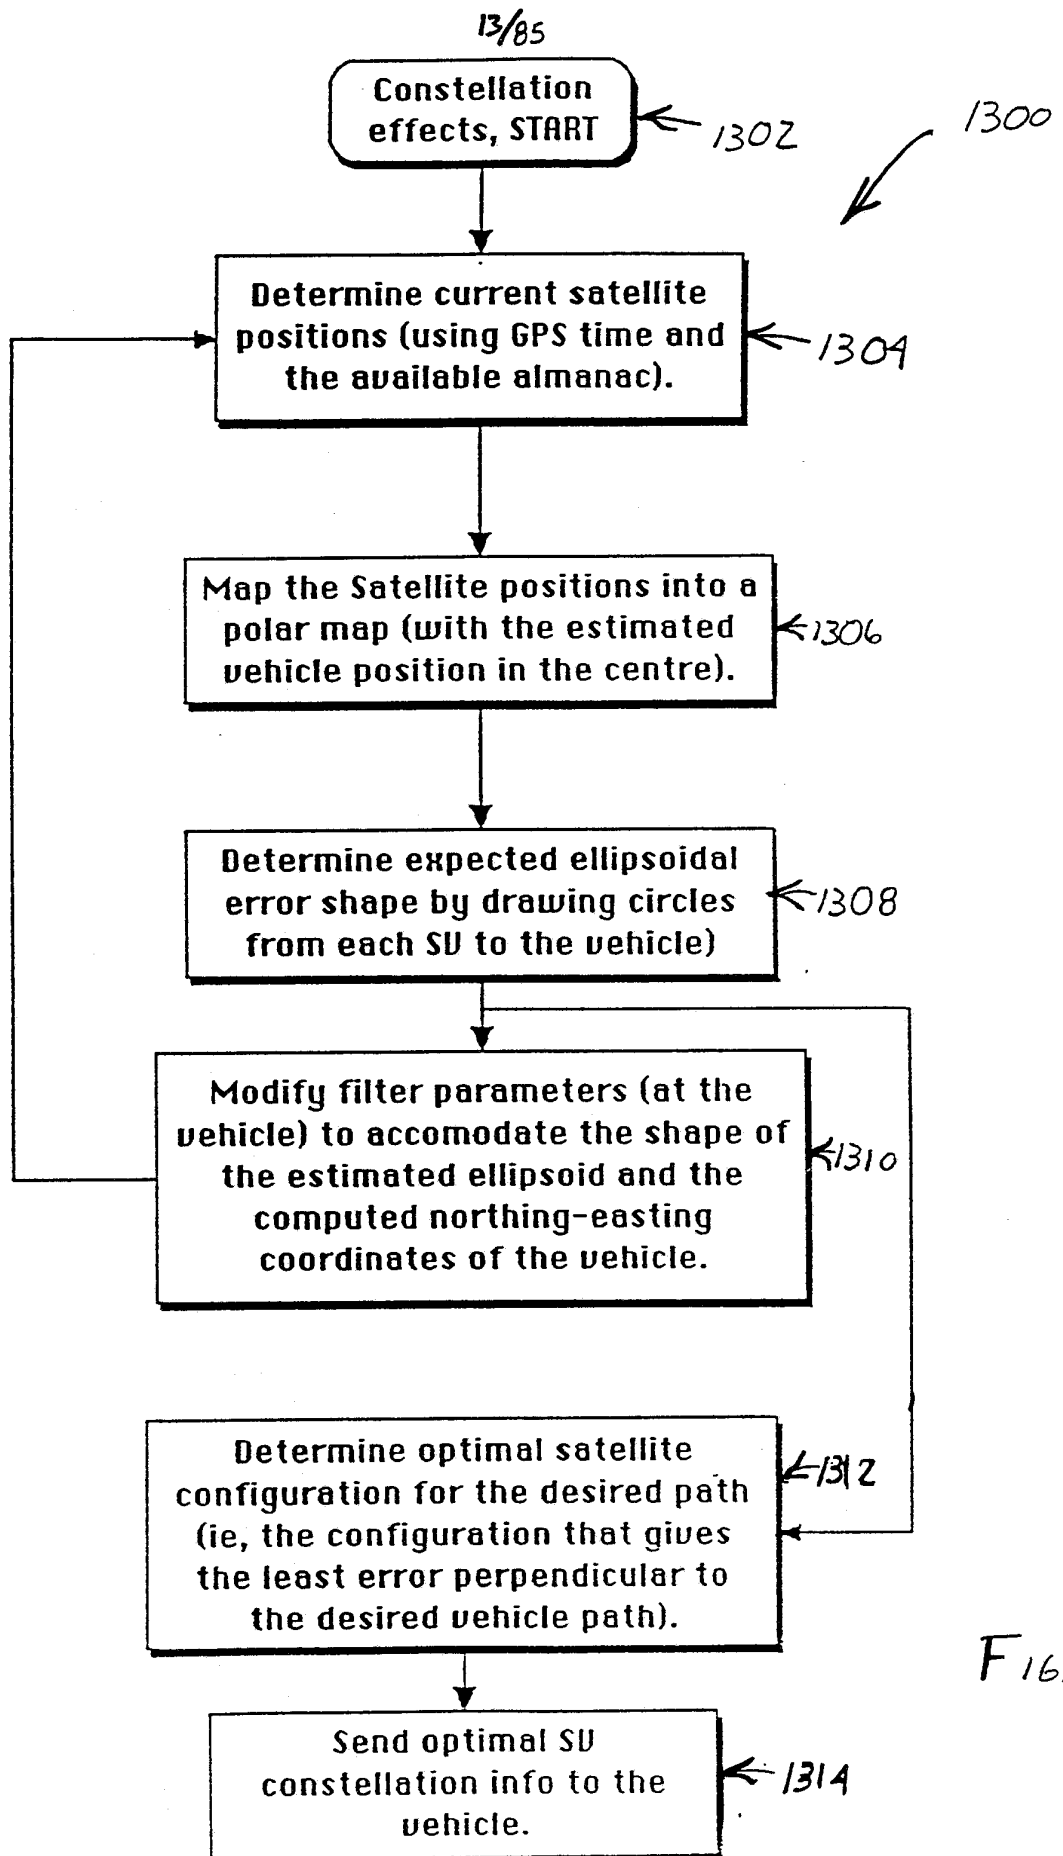 13/85
Constellation
effects, START
1302
1300
Determine current satellite
positions (using GPS time and
the available almanac).
1304
Map the Satellite positions into a
polar map (with the estimated
vehicle position in the centre).
1306
Determine expected ellipsoidal
error shape by drawing circles
from each SV to the vehicle)
1308
Modify filter parameters (at the
vehicle) to accomodate the shape of
the estimated ellipsoid and the
computed northing-easting
coordinates of the vehicle.
1310
Determine optimal satellite
configuration for the desired path
(ie, the configuration that gives
the least error perpendicular to
the desired vehicle path).
1312
FIG.
Send optimal SV
constellation info to the
vehicle.
1314